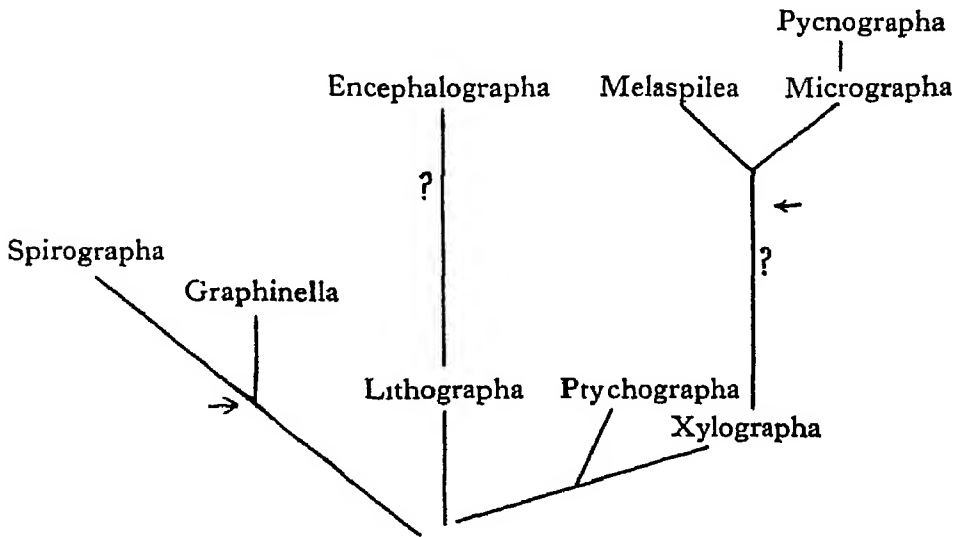 Pycnographa
Encephalographa Melaspilea Micrographa
?
?
Spirographa
Graphinella
Lithographa Ptychographa
Xylographa